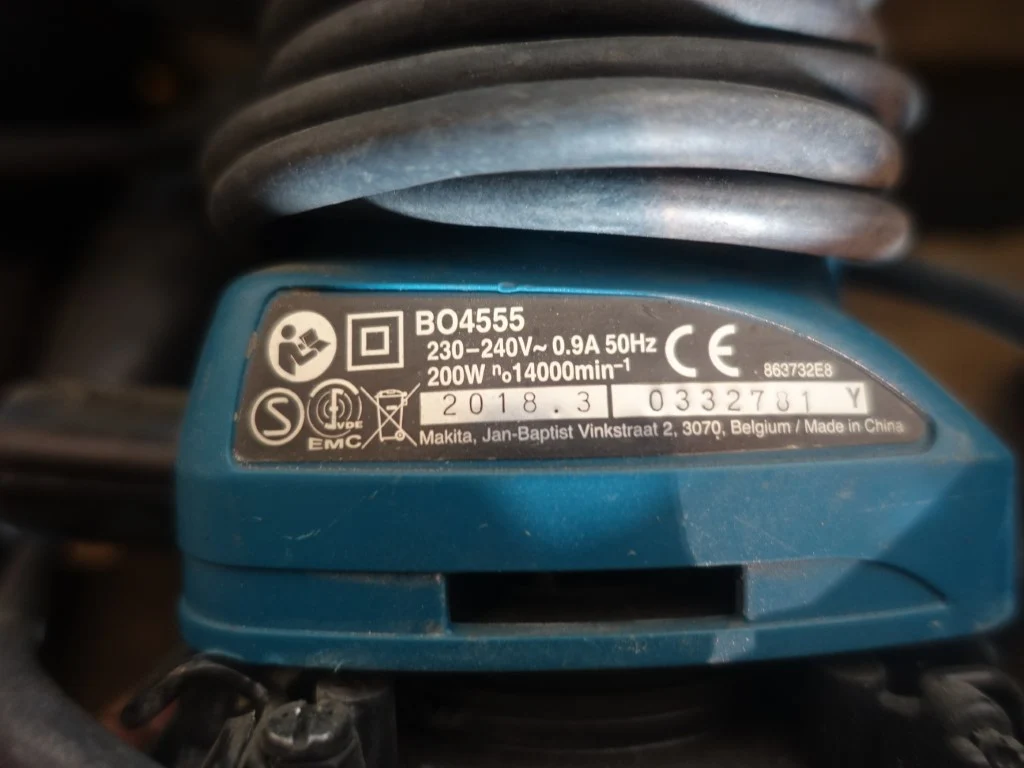 BO4555
230-240V~ 0.9A 50Hz
200W n₀14000min⁻¹
CE
863732E8
2018.3
0332781 Y
S
VDE
EMC
Makita, Jan-Baptist Vinkstraat 2, 3070, Belgium / Made in China